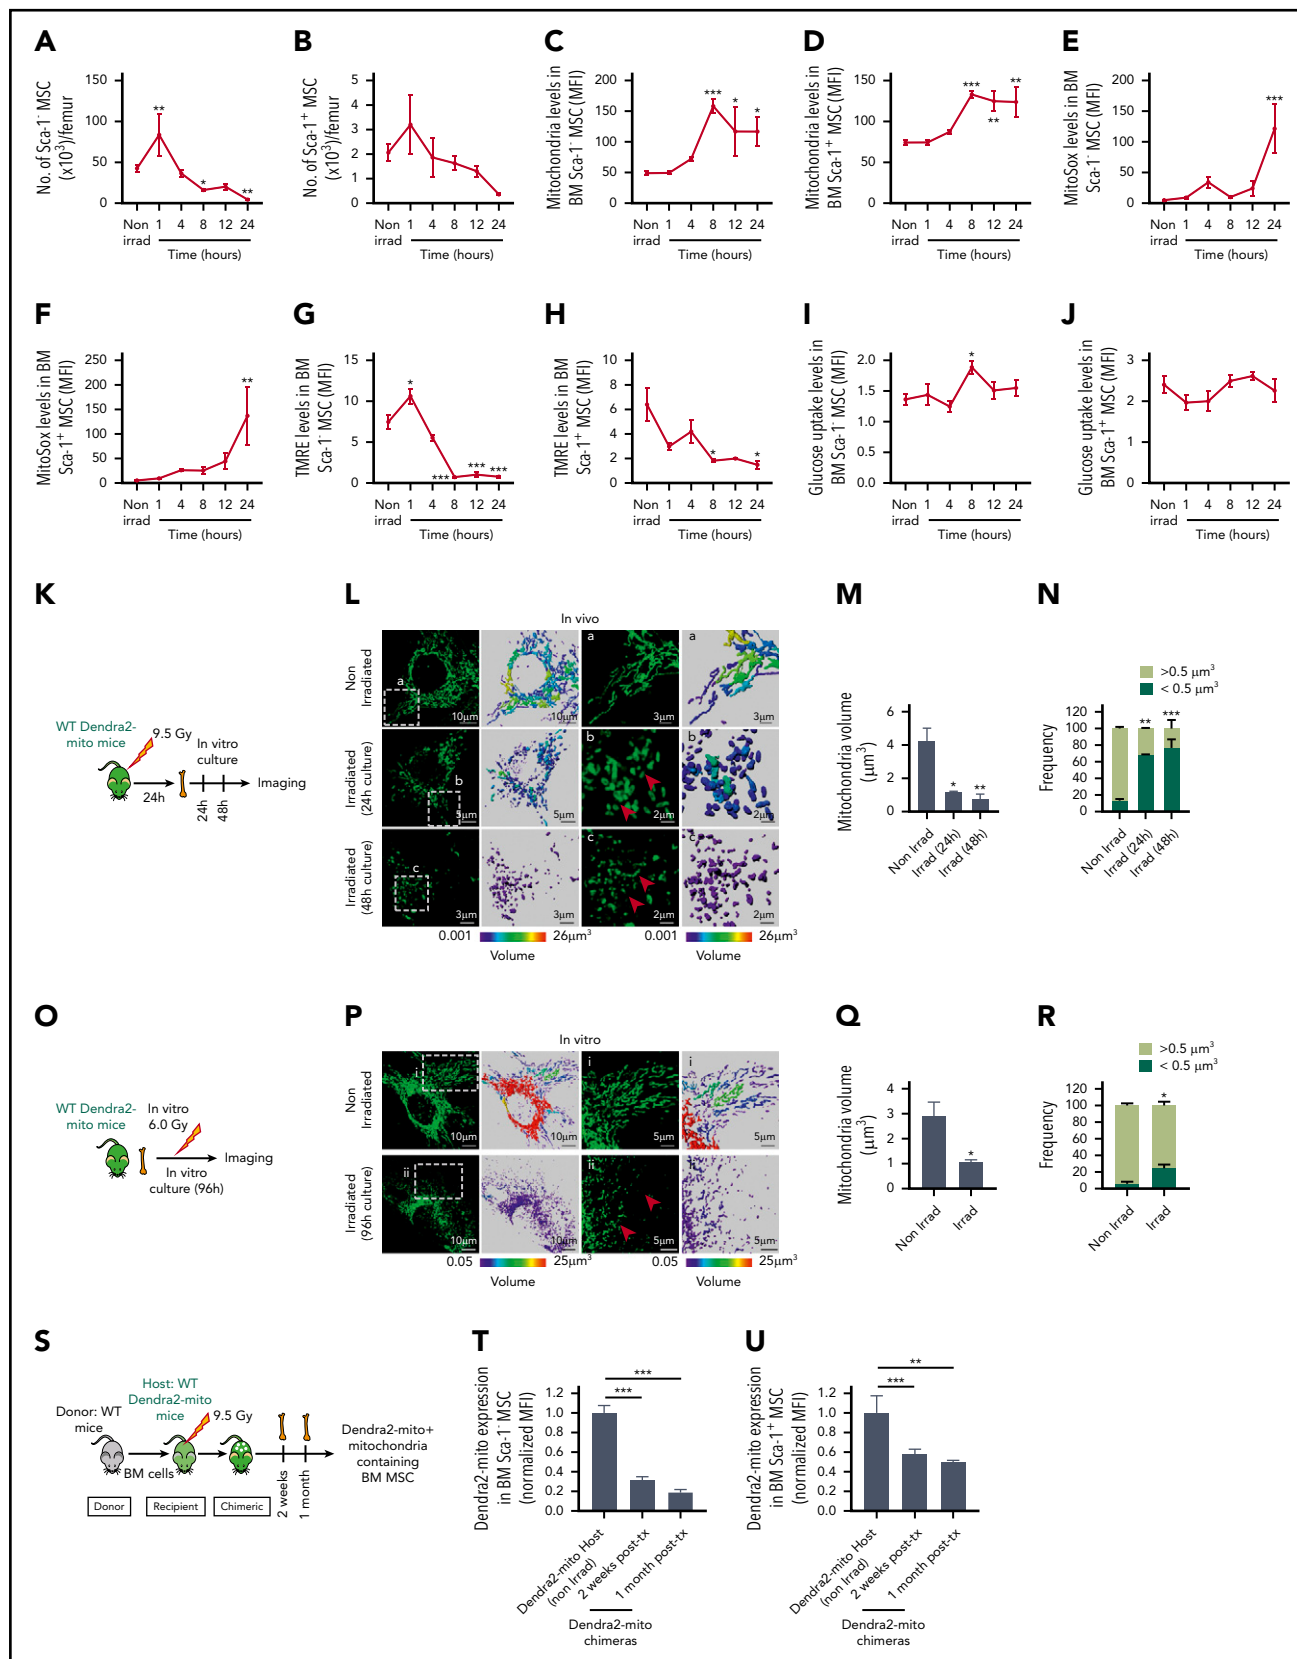 A
No. of Sca-1- MSC
(x10³)/femur
150
100
50
0
**
*
**
Non
irrad
1
4
8
12
24
Time (hours)
B
No. of Sca-1+ MSC
(x10³)/femur
5
4
3
2
1
0
Non
irrad
1
4
8
12
24
Time (hours)
C
Mitochondria levels in
BM Sca-1- MSC (MFI)
200
150
100
50
0
***
*
*
Non
irrad
1
4
8
12
24
Time (hours)
D
Mitochondria levels in
BM Sca-1+ MSC (MFI)
150
100
50
0
***
**
**
Non
irrad
1
4
8
12
24
Time (hours)
E
MitoSox levels in BM
Sca-1- MSC (MFI)
200
150
100
50
0
***
Non
irrad
1
4
8
12
24
Time (hours)
F
MitoSox levels in BM
Sca-1+ MSC (MFI)
250
200
150
100
50
0
**
Non
irrad
1
4
8
12
24
Time (hours)
G
TMRE levels in BM
Sca-1- MSC (MFI)
15
10
5
0
*
***
***
***
Non
irrad
1
4
8
12
24
Time (hours)
H
TMRE levels in BM
Sca-1+ MSC (MFI)
10
8
6
4
2
0
*
*
Non
irrad
1
4
8
12
24
Time (hours)
I
Glucose uptake levels in
BM Sca-1- MSC (MFI)
2.0
1.5
1.0
0.5
0.0
*
Non
irrad
1
4
8
12
24
Time (hours)
J
Glucose uptake levels in
BM Sca-1+ MSC (MFI)
3
2
1
0
Non
irrad
1
4
8
12
24
Time (hours)
K
WT Dendra2-
mito mice
9.5 Gy
In vitro
culture
24h
24h
48h
Imaging
L
In vivo
Non
Irradiated
a
10µm
10µm
a
3µm
a
3µm
Irradiated
(24h culture)
b
5µm
5µm
b
2µm
b
2µm
Irradiated
(48h culture)
c
3µm
3µm
c
2µm
c
2µm
0.001
26µm³
0.001
26µm³
Volume
Volume
M
Mitochondria volume
(µm³)
6
4
2
0
*
**
Non Irrad
Irrad (24h)
Irrad (48h)
N
>0.5 µm³
< 0.5 µm³
Frequency
120
100
80
60
40
20
0
**
***
Non Irrad
Irrad (24h)
Irrad (48h)
O
WT Dendra2-
mito mice
In vitro
6.0 Gy
In vitro
culture (96h)
Imaging
P
In vitro
Non
Irradiated
i
10µm
10µm
i
5µm
i
5µm
Irradiated
(96h culture)
ii
10µm
10µm
ii
5µm
ii
5µm
0.05
25µm³
0.05
25µm³
Volume
Volume
Q
Mitochondria volume
(µm³)
4
3
2
1
0
*
Non Irrad
Irrad
R
>0.5 µm³
< 0.5 µm³
Frequency
120
100
80
60
40
20
0
*
Non Irrad
Irrad
S
Donor: WT
mice
Host: WT
Dendra2-mito
mice
9.5 Gy
BM cells
Donor
Recipient
Chimeric
2 weeks
1 month
Dendra2-mito+
mitochondria
containing
BM MSC
T
Dendra2-mito expression
in BM Sca-1- MSC
(normalized MFI)
1.2
1.0
0.8
0.6
0.4
0.2
0.0
***
***
Dendra2-mito Host
(non Irrad)
2 weeks post-tx
1 month post-tx
Dendra2-mito
chimeras
U
Dendra2-mito expression
in BM Sca-1+ MSC
(normalized MFI)
1.2
1.0
0.8
0.6
0.4
0.2
0.0
**
***
Dendra2-mito Host
(non Irrad)
2 weeks post-tx
1 month post-tx
Dendra2-mito
chimeras